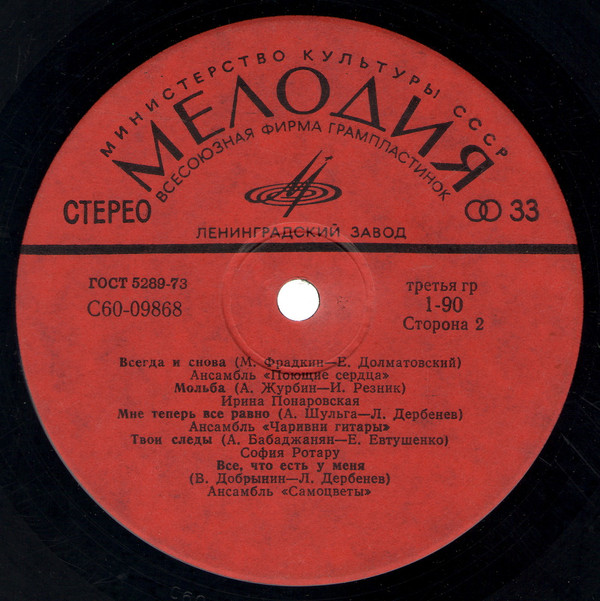 МИНИСТЕРСТВО КУЛЬТУРЫ СССР
МЕЛОДИЯ
ВСЕСОЮЗНАЯ ФИРМА ГРАМПЛАСТИНОК
СТЕРЕО
33
ЛЕНИНГРАДСКИЙ ЗАВОД
ГОСТ 5289-73
С60-09868
третья гр
1-90
Сторона 2
Всегда и снова (М. Фрадкин—Е. Долматовский)
Ансамбль «Поющие сердца»
Мольба (А. Журбин—И. Резник)
Ирина Понаровская
Мне теперь все равно (А. Шульга—Л. Дербенев)
Ансамбль «Чаривни гитары»
Твои следы (А. Бабаджанян—Е. Евтушенко)
София Ротару
Все, что есть у меня
(В. Добрынин—Л. Дербенев)
Ансамбль «Самоцветы»